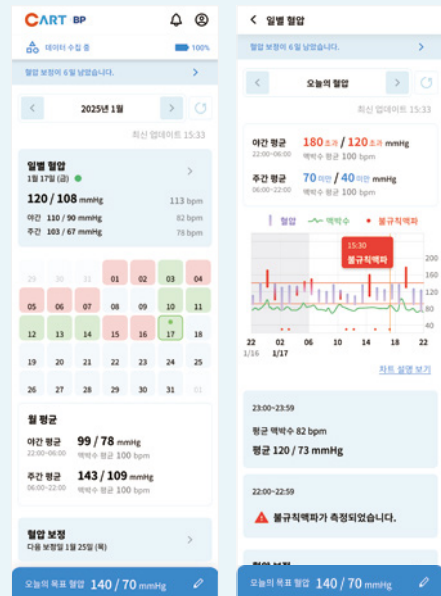 CART BP
데이터 수집 중
100%
혈압 보정이 6일 남았습니다.
2025년 1월
최신 업데이트 15:33
일별 혈압
1월 17일 (금)
120 / 108 mmHg
113 bpm
야간 110 / 90 mmHg
82 bpm
주간 103 / 67 mmHg
78 bpm
29 30 31 01 02 03 04
05 06 07 08 09 10 11
12 13 14 15 16 17 18
19 20 21 22 23 24 25
26 27 28 29 30 31 01
월 평균
야간 평균 99 / 78 mmHg
22:00~06:00 맥박수 평균 100 bpm
주간 평균 143 / 109 mmHg
06:00~22:00 맥박수 평균 100 bpm
혈압 보정
다음 보정일 1월 25일 (목)
오늘의 목표 혈압 140 / 70 mmHg
일별 혈압
혈압 보정이 6일 남았습니다.
오늘의 혈압
최신 업데이트 15:33
야간 평균 180 초과 / 120 초과 mmHg
22:00~06:00 맥박수 평균 100 bpm
주간 평균 70 미만 / 40 미만 mmHg
06:00~22:00 맥박수 평균 100 bpm
혈압 맥박수 불규칙맥파
15:30
불규칙맥파
200
160
120
80
40
22 02 06 10 14 18 22
1/16 1/17
차트 설명 보기
23:00~23:59
평균 맥박수 82 bpm
평균 120 / 73 mmHg
22:00~22:59
불규칙맥파가 측정되었습니다.
혈압 보정
오늘의 목표 혈압 140 / 70 mmHg